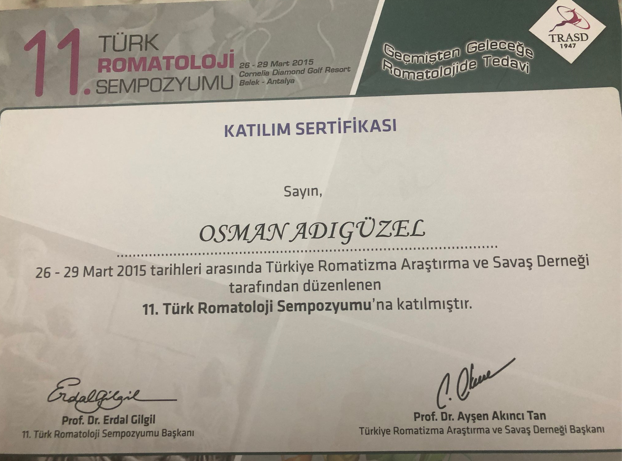 11. TÜRK
ROMATOLOJİ
SEMPOZYUMU
26 - 29 Mart 2015
Cornelia Diamond Golf Resort
Belek - Antalya
Geçmişten Geleceğe
Romatolojide Tedavi
TRASD
1947
KATILIM SERTİFİKASI
Sayın,
OSMAN ADIGÜZEL
26 - 29 Mart 2015 tarihleri arasında Türkiye Romatizma Araştırma ve Savaş Derneği
tarafından düzenlenen
11. Türk Romatoloji Sempozyumu'na katılmıştır.
Erdal Gilgil
Prof. Dr. Erdal Gilgil
11. Türk Romatoloji Sempozyumu Başkanı
Prof. Dr. Ayşen Akıncı Tan
Türkiye Romatizma Araştırma ve Savaş Derneği Başkanı